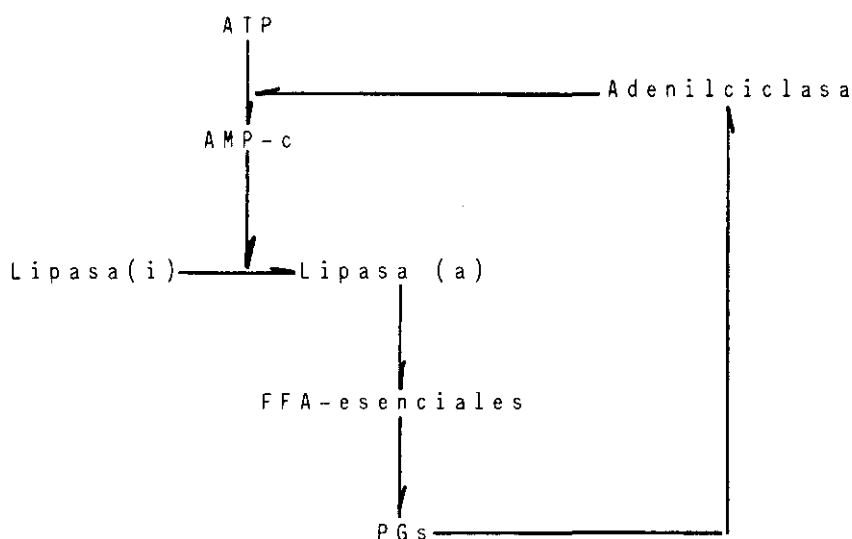 ATP
Adenilciclasa
AMP-c
Lipasa(i) Lipasa (a)
FFA-esenciales
PGs